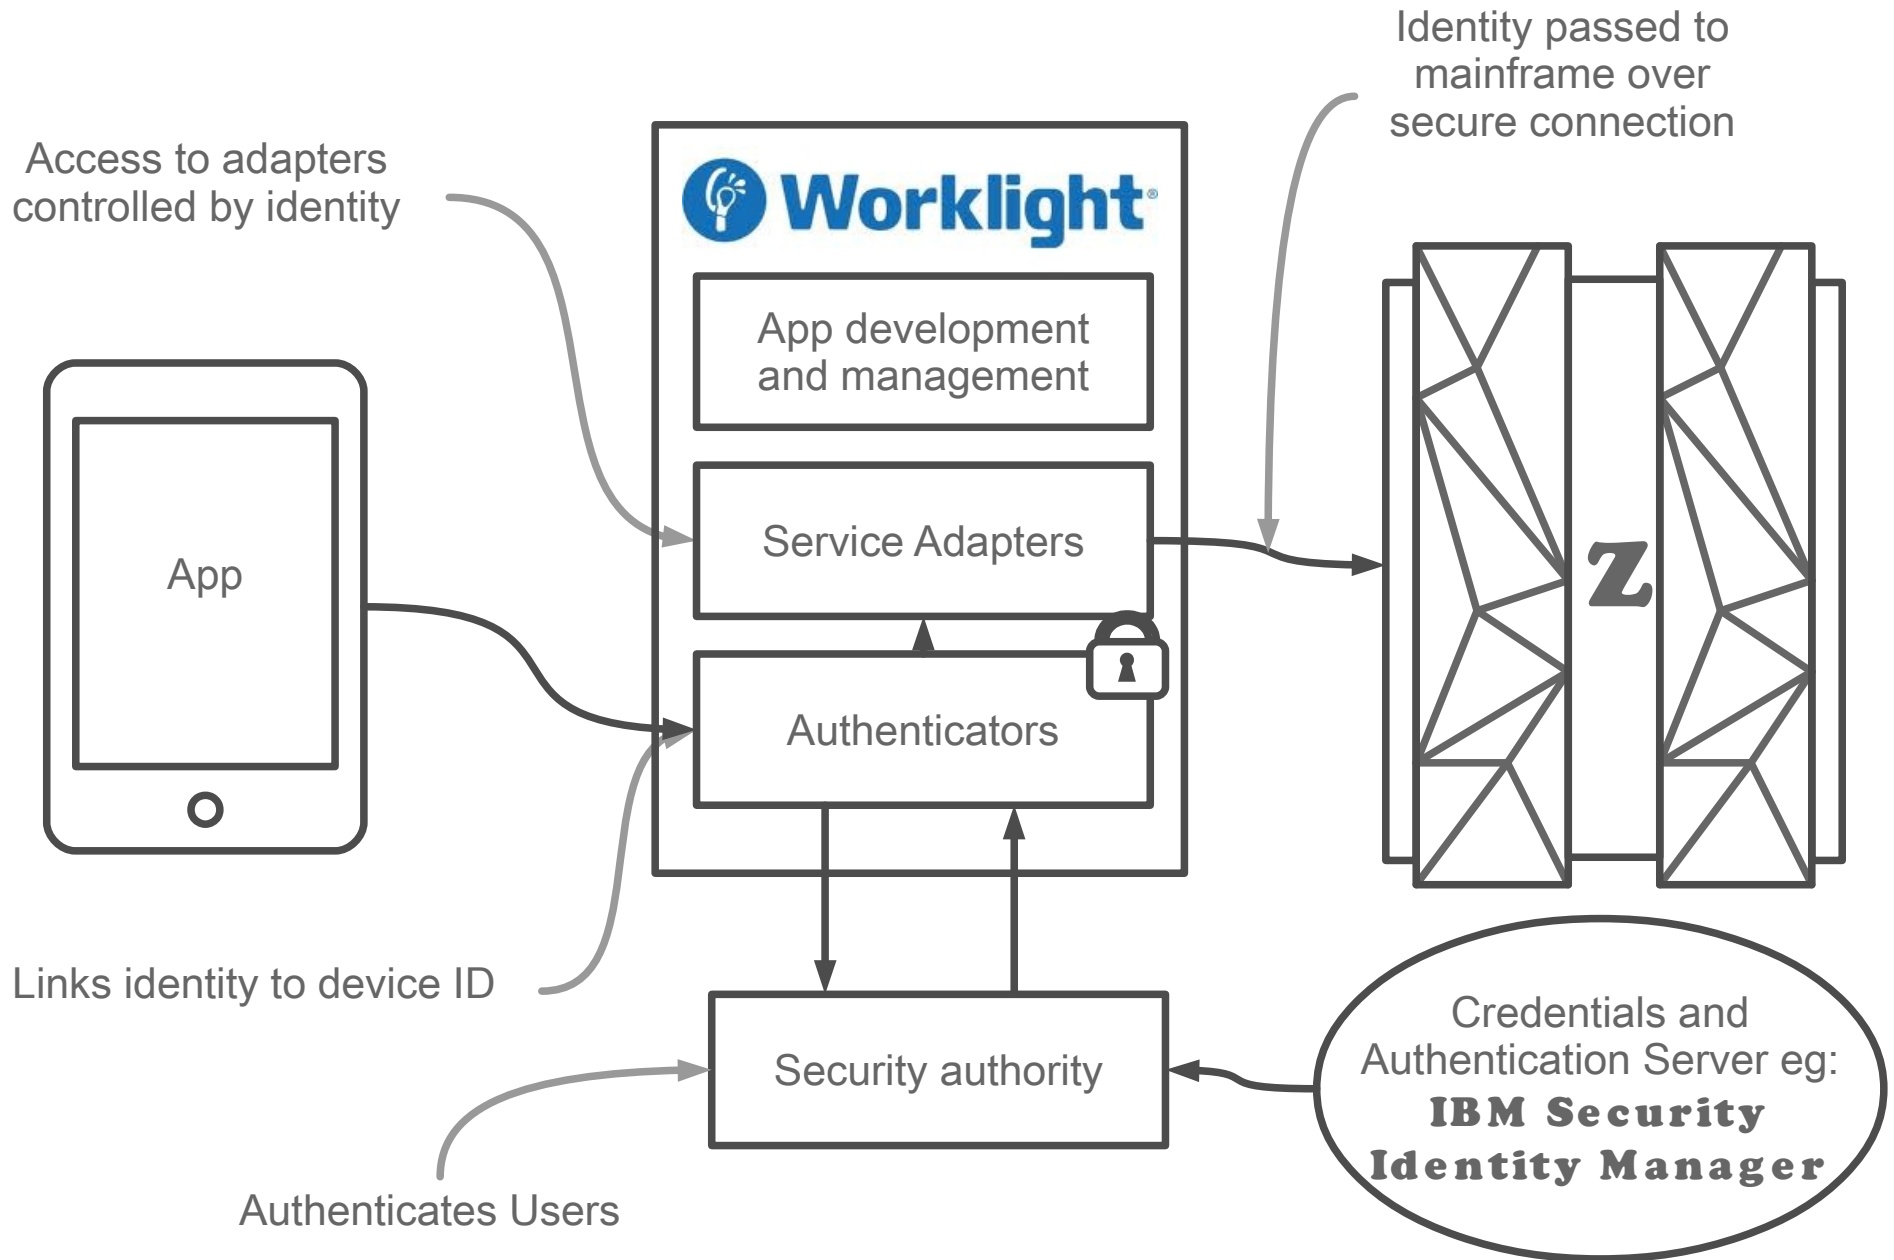 Identity passed to
mainframe over
secure connection
Access to adapters
controlled by identity
Worklight®
App development
and management
Service Adapters
App
Z
Authenticators
Links identity to device ID
Security authority
Credentials and
Authentication Server eg:
IBM Security
Identity Manager
Authenticates Users